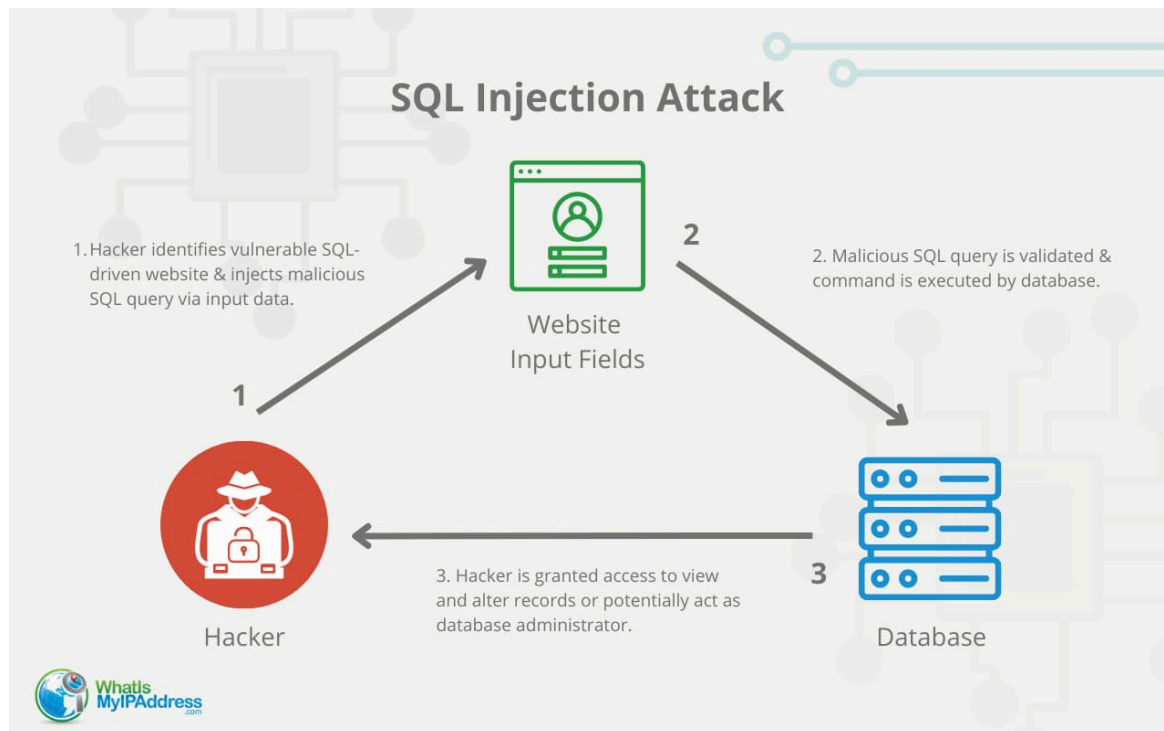 SQL Injection Attack
1. Hacker identifies vulnerable SQL-
driven website & injects malicious
SQL query via input data.
1
Website
Input Fields
2
2. Malicious SQL query is validated &
command is executed by database.
Hacker
3. Hacker is granted access to view
and alter records or potentially act as
database administrator.
3
Database
WhatIs
MyIPAddress
.com